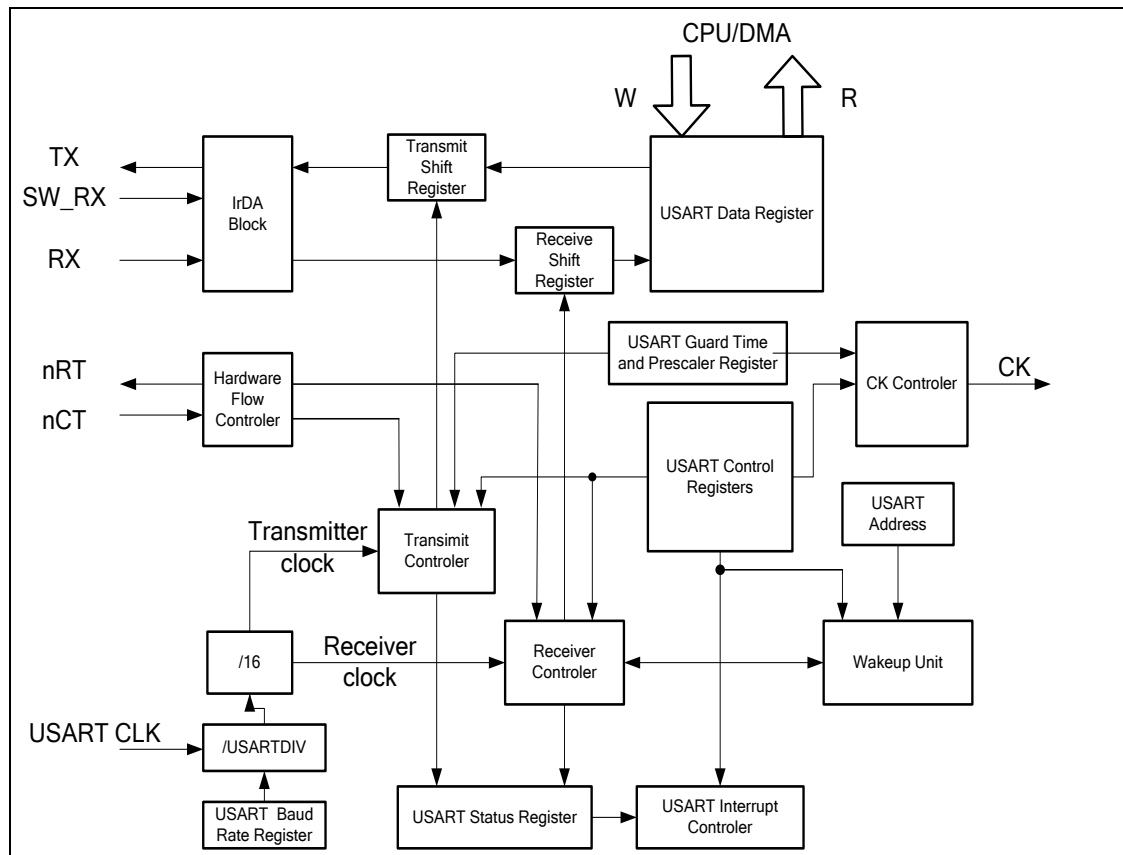 CPU/DMA
W
R
TX
SW_RX
RX
IrDA
Block
Transmit
Shift
Register
Receive
Shift
Register
USART Data Register
USART Guard Time
and Prescaler Register
CK Controler
CK
nRT
nCT
Hardware
Flow
Controler
USART Control
Registers
USART
Address
Transmitter
clock
Transimit
Controler
/16
Receiver
clock
Receiver
Controler
Wakeup Unit
USART CLK
/USARTDIV
USART Baud
Rate Register
USART Status Register
USART Interrupt
Controler